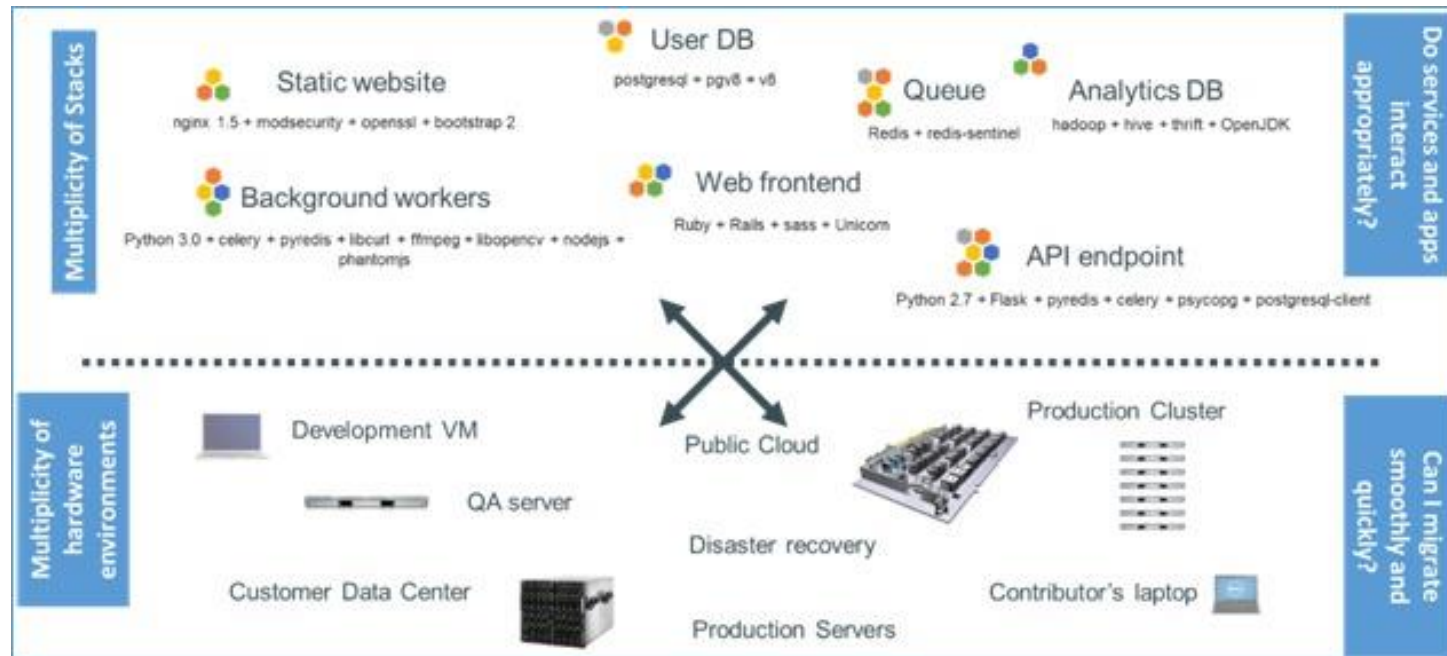 Multiplicity of Stacks
Static website
nginx 1.5 + modsecurity + openssl + bootstrap 2
User DB
postgresql + pgv8 + v8
Queue
Redis + redis-sentinel
Analytics DB
hadoop + hive + thrift + OpenJDK
Background workers
Python 3.0 + celery + pyredis + libcurl + ffmpeg + libopencv + nodejs +
phantomjs
Web frontend
Ruby + Rails + sass + Unicorn
API endpoint
Python 2.7 + Flask + pyredis + celery + psycopg + postgresql-client
Do services and apps
interact
appropriately?
Multiplicity of
hardware
environments
Development VM
QA server
Customer Data Center
Public Cloud
Disaster recovery
Production Servers
Production Cluster
Contributor's laptop
Can I migrate
smoothly and
quickly?